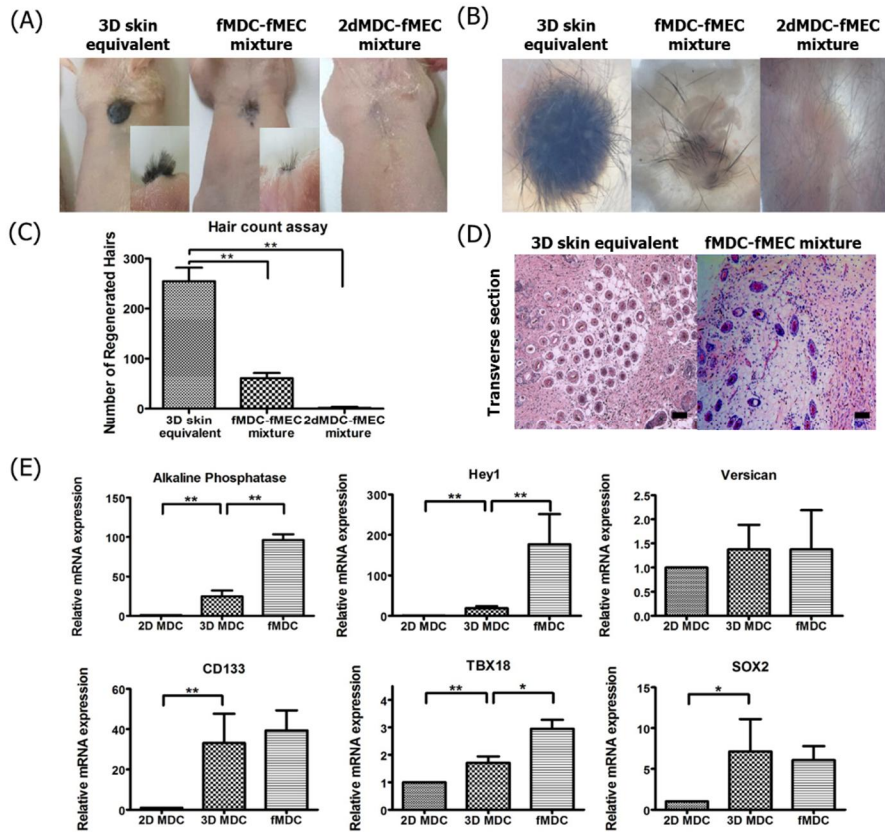 (A)
3D skin equivalent
fMDC-fMEC mixture
2dMDC-fMEC mixture
(B)
3D skin equivalent
fMDC-fMEC mixture
2dMDC-fMEC mixture
(C)
Hair count assay
Number of Regenerated Hairs
300
200
100
0
**
**
3D skin equivalent
fMDC-fMEC mixture
2dMDC-fMEC mixture
(D)
3D skin equivalent
fMDC-fMEC mixture
Transverse section
(E)
Alkaline Phosphatase
Relative mRNA expression
100
75
50
25
0
**
**
2D MDC
3D MDC
fMDC
Hey1
Relative mRNA expression
300
200
100
0
**
**
2D MDC
3D MDC
fMDC
Versican
Relative mRNA expression
2.5
2.0
1.5
1.0
0.5
0.0
2D MDC
3D MDC
fMDC
CD133
Relative mRNA expression
60
40
20
0
**
2D MDC
3D MDC
fMDC
TBX18
Relative mRNA expression
4
3
2
1
0
**
*
2D MDC
3D MDC
fMDC
SOX2
Relative mRNA expression
15
10
5
0
*
2D MDC
3D MDC
fMDC